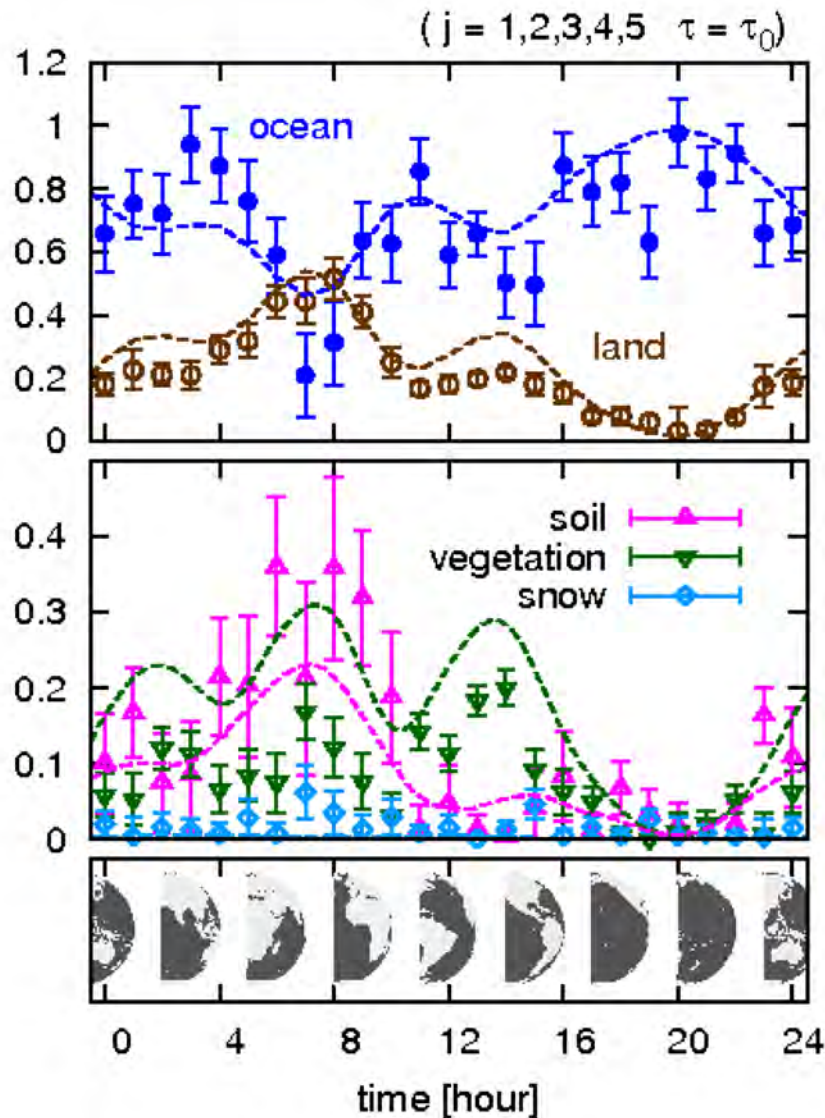 ( j = 1,2,3,4,5 τ = τ₀)
1.2
1
0.8
0.6
0.4
0.2
0
ocean
land
0.4
0.3
0.2
0.1
0
soil
vegetation
snow
0 4 8 12 16 20 24
time [hour]